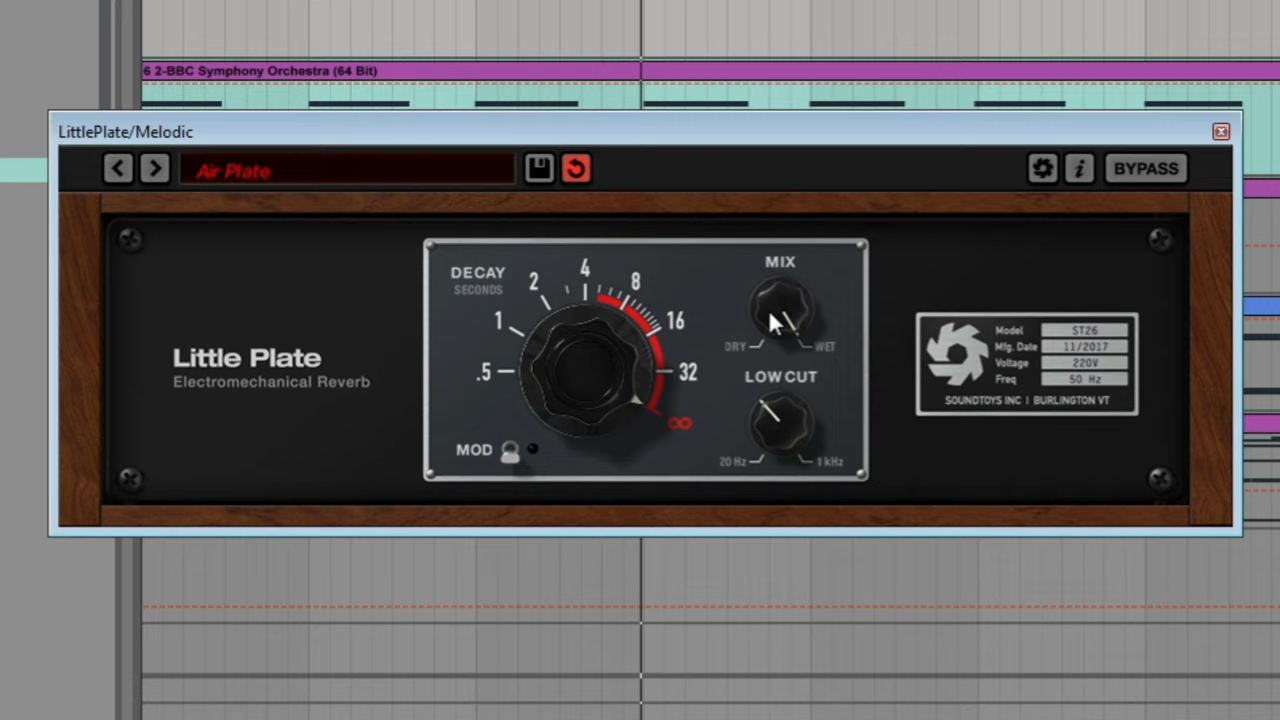 6 2-BBC Symphony Orchestra (64 Bit)
LittlePlate/Melodic
Air Plate
i
BYPASS
Little Plate
Electromechanical Reverb
DECAY
SECONDS
.5
1
2
4
8
16
32
∞
MOD
MIX
DRY
WET
LOW CUT
20 Hz
1 kHz
Model ST26
Mfg. Date 11/2017
Voltage 220V
Freq 50 Hz
SOUNDTOYS INC | BURLINGTON VT